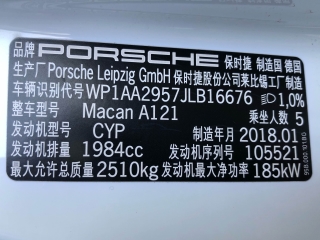 品牌 PORSCHE 保时捷 制造国 德国
生产厂 Porsche Leipzig GmbH 保时捷股份公司莱比锡工厂制造
车辆识别代号 WP1AA2957JLB16676 1,0%
整车型号 Macan A121 乘坐人数 5
发动机型号 CYP 制造年月 2018.01
发动机排量 1984cc 发动机序号 105521
最大允许总质量 2510kg 发动机最大净功率 185kW